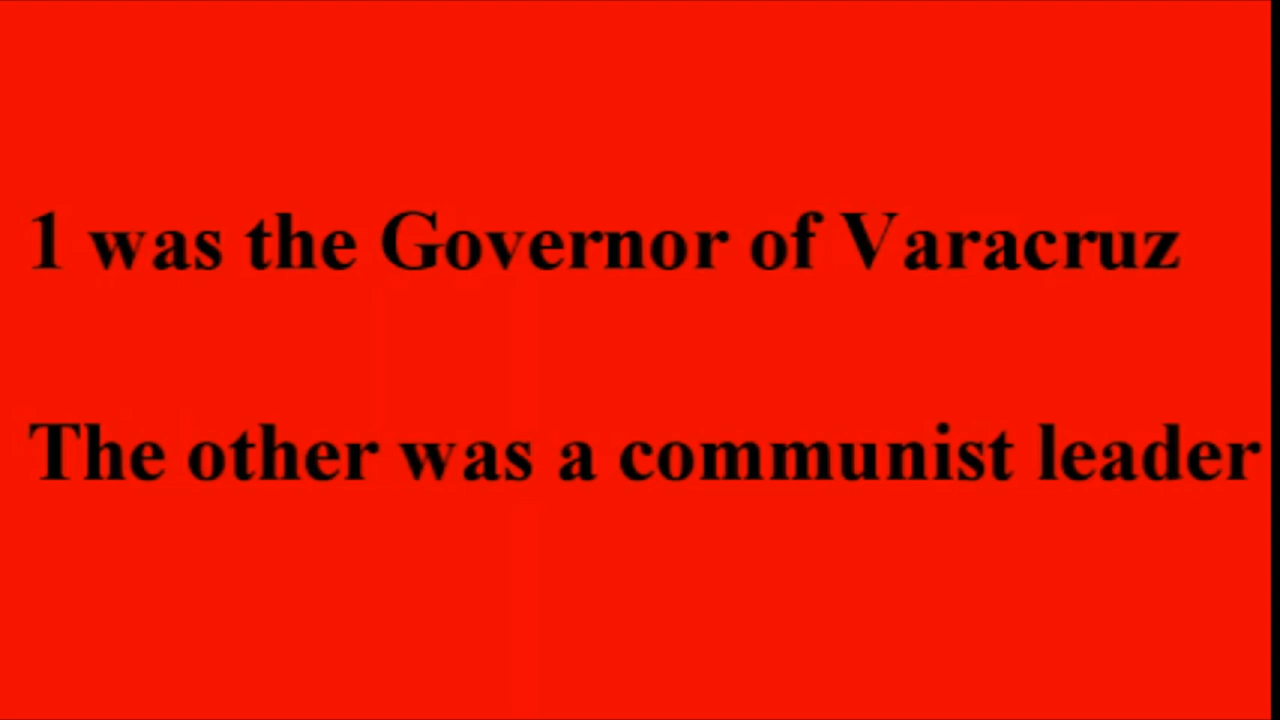 1 was the Governor of Varacruz
The other was a communist leader